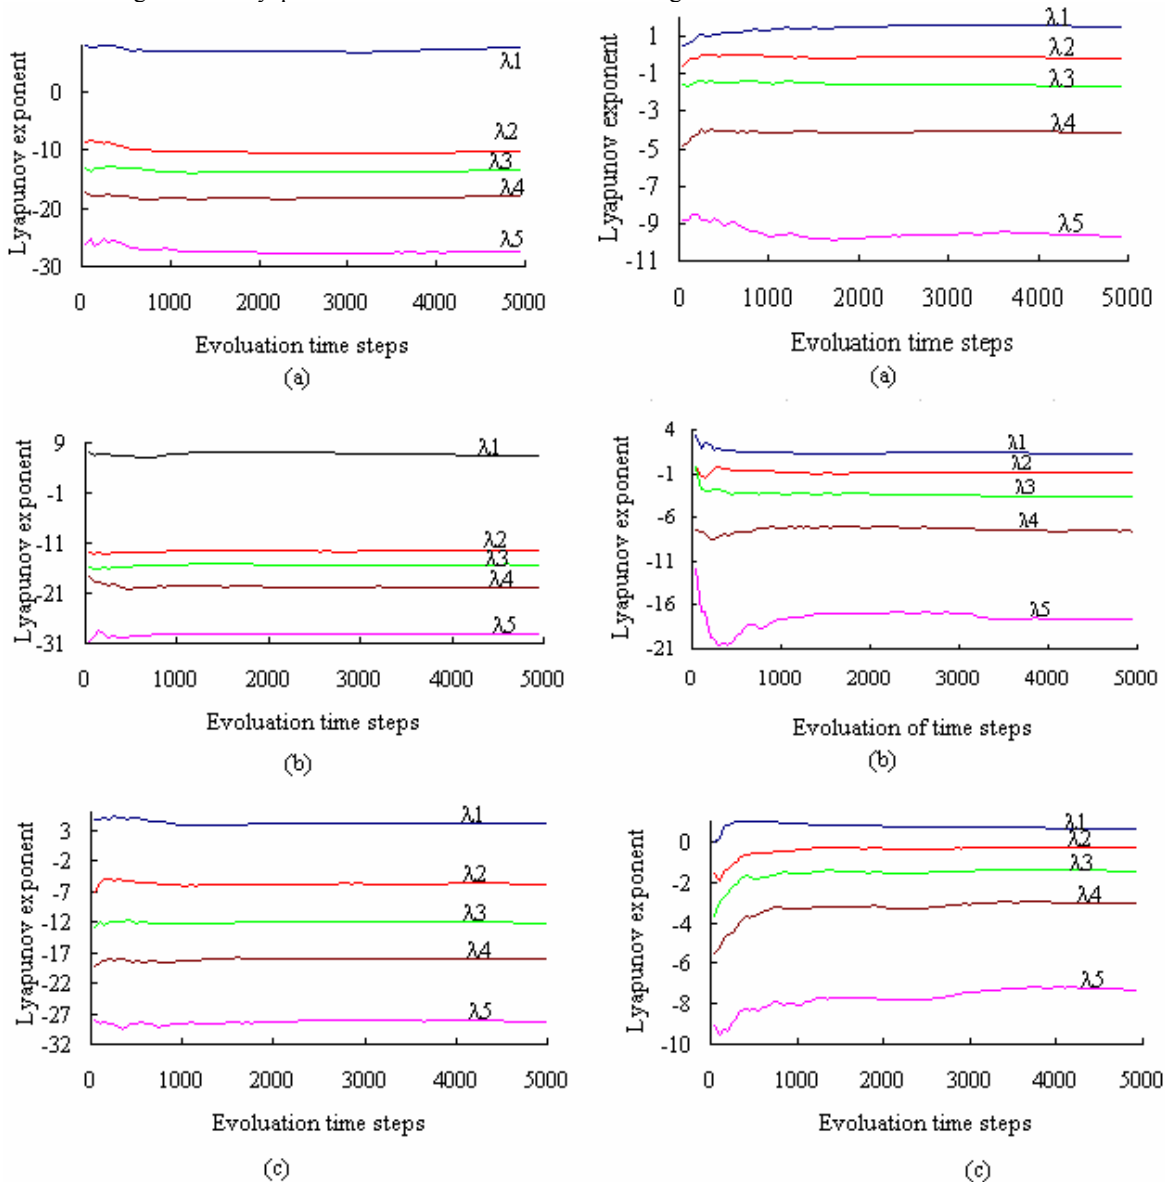 Lyapunov exponent
0
-10
-20
-30
λ1
λ2
λ3
λ4
λ5
0 1000 2000 3000 4000 5000
Evoluation time steps
(a)
Lyapunov exponent
1
-1
-3
-5
-7
-9
-11
λ1
λ2
λ3
λ4
λ5
0 1000 2000 3000 4000 5000
Evoluation time steps
(a)
Lyapunov exponent
9
-1
-11
-21
-31
λ1
λ2
λ3
λ4
λ5
0 1000 2000 3000 4000 5000
Evoluation time steps
(b)
Lyapunov exponent
4
-1
-6
-11
-16
-21
λ1
λ2
λ3
λ4
λ5
0 1000 2000 3000 4000 5000
Evoluation of time steps
(b)
Lyapunov exponent
3
-2
-7
-12
-17
-22
-27
-32
λ1
λ2
λ3
λ4
λ5
0 1000 2000 3000 4000 5000
Evoluation time steps
(c)
Lyapunov exponent
0
-2
-4
-6
-8
-10
λ1
λ2
λ3
λ4
λ5
0 1000 2000 3000 4000 5000
Evoluation time steps
(c)